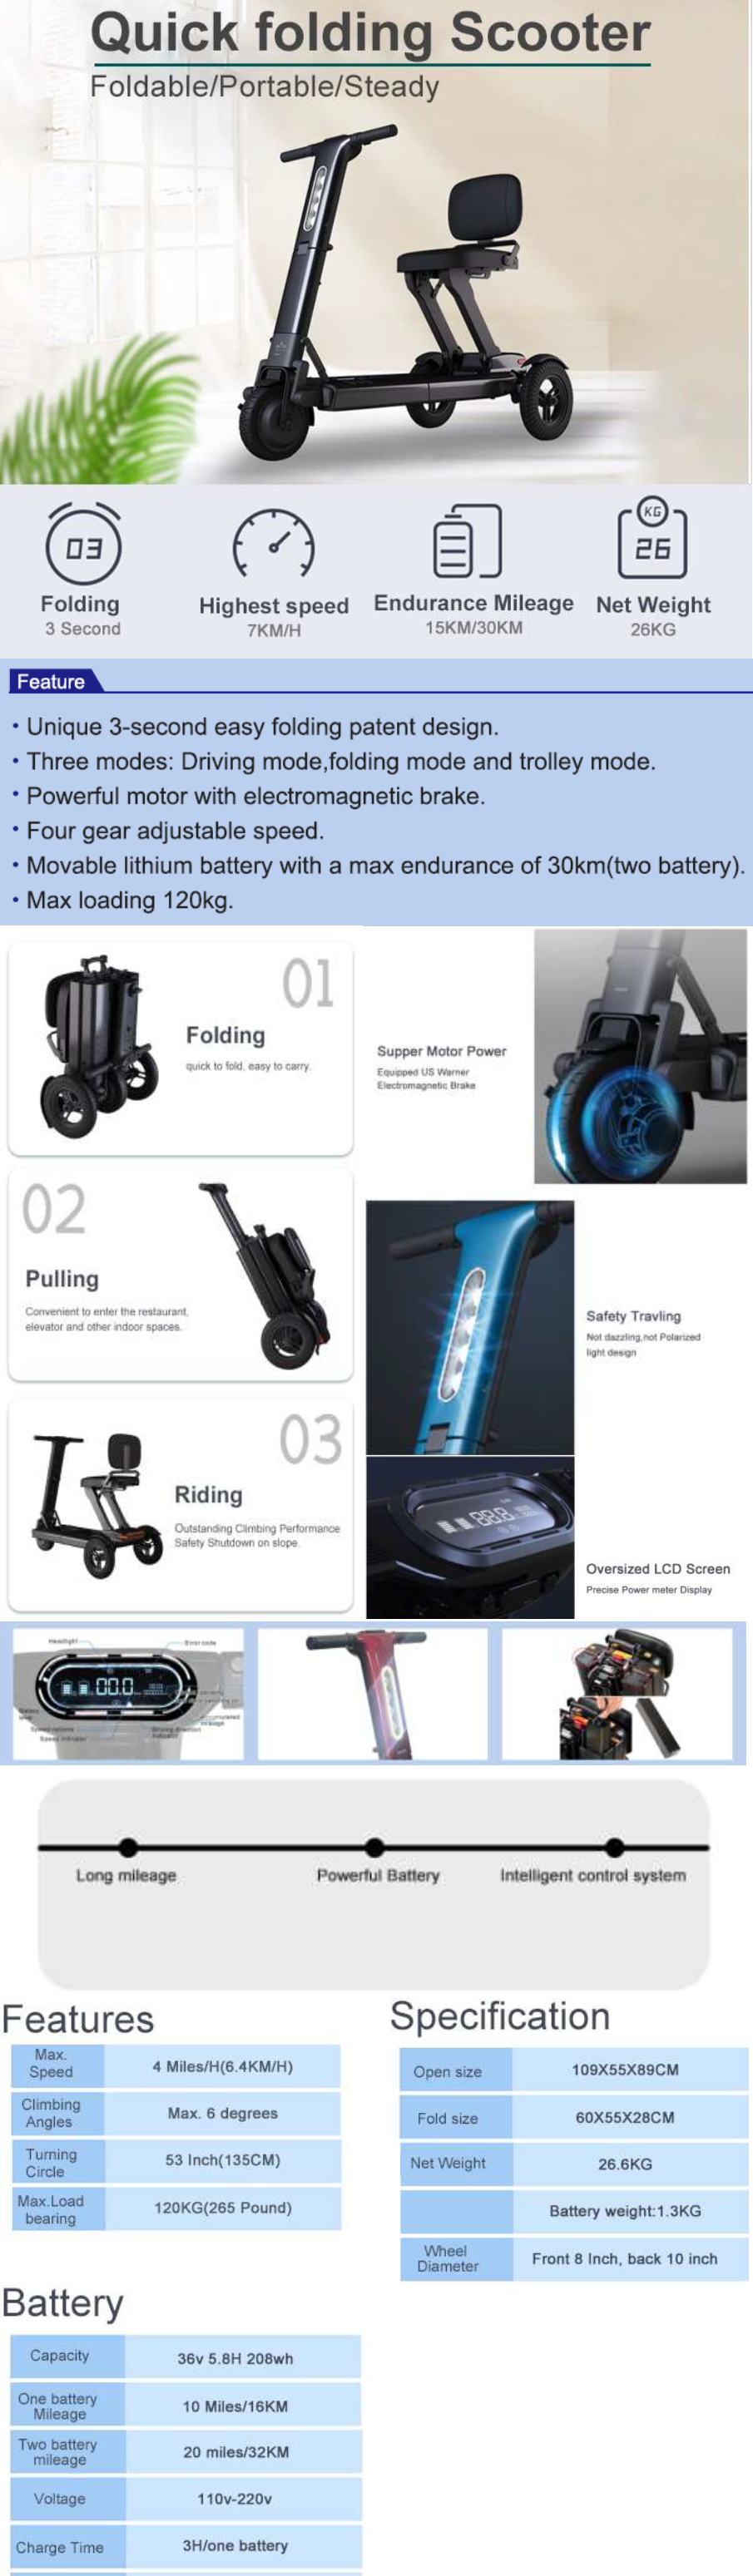 Quick folding Scooter
Foldable/Portable/Steady
03
KG
26
Folding
3 Second
Highest speed
7KM/H
Endurance Mileage
15KM/30KM
Net Weight
26KG
Feature
• Unique 3-second easy folding patent design.
• Three modes: Driving mode,folding mode and trolley mode.
• Powerful motor with electromagnetic brake.
• Four gear adjustable speed.
• Movable lithium battery with a max endurance of 30km(two battery).
• Max loading 120kg.
01
Folding
quick to fold, easy to carry.
Supper Motor Power
Equipped US Warner
Electromagnetic Brake
02
Pulling
Convenient to enter the restaurant,
elevator and other indoor spaces.
Safety Travling
Not dazzling,not Polarized
light design
03
Riding
Outstanding Climbing Performance
Safety Shutdown on slope.
88.8
Oversized LCD Screen
Precise Power meter Display
Headlight
Error code
00.0
Long mileage
Powerful Battery
Intelligent control system
Features
Max.
Speed
4 Miles/H(6.4KM/H)
Climbing
Angles
Max. 6 degrees
Turning
Circle
53 Inch(135CM)
Max.Load
bearing
120KG(265 Pound)
Specification
Open size
109X55X89CM
Fold size
60X55X28CM
Net Weight
26.6KG
Battery weight:1.3KG
Wheel
Diameter
Front 8 Inch, back 10 inch
Battery
Capacity
36v 5.8H 208wh
One battery
Mileage
10 Miles/16KM
Two battery
mileage
20 miles/32KM
Voltage
110v-220v
Charge Time
3H/one battery